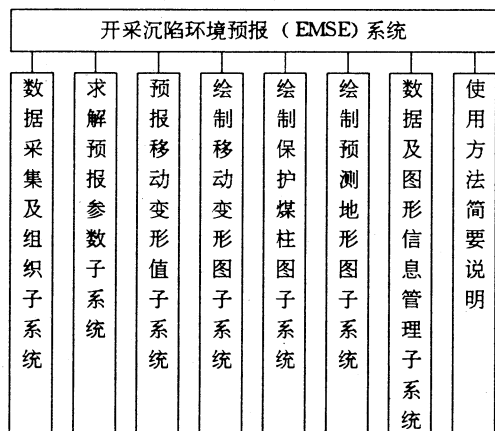 开采沉陷环境预报(EMSE)系统
数据采集及组织子系统
求解预报参数子系统
预报移动变形值子系统
绘制移动变形图子系统
绘制保护煤柱图子系统
绘制预测地形图子系统
数据及图形信息管理子系统
使用方法简要说明